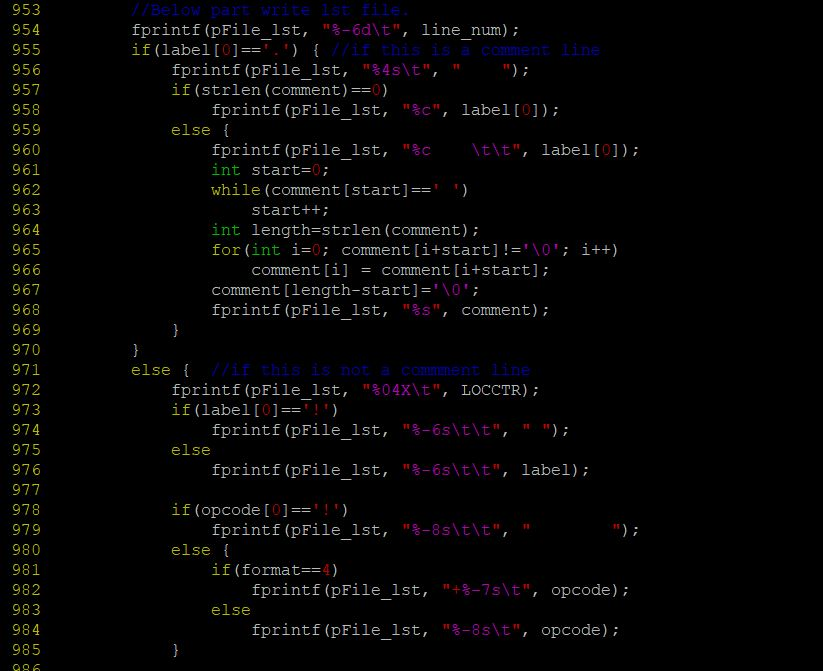 953         //Below part write lst file.
954         fprintf(pFile_lst, "%-6d\t", line_num);
955         if(label[0]=='.') { //if this is a comment line
956             fprintf(pFile_lst, "%4s\t", "    ");
957             if(strlen(comment)==0)
958                 fprintf(pFile_lst, "%c", label[0]);
959             else {
960                 fprintf(pFile_lst, "%c    \t\t", label[0]);
961                 int start=0;
962                 while(comment[start]==' ')
963                     start++;
964                 int length=strlen(comment);
965                 for(int i=0; comment[i+start]!='\0'; i++)
966                     comment[i] = comment[i+start];
967                 comment[length-start]='\0';
968                 fprintf(pFile_lst, "%s", comment);
969             }
970         }
971         else {  //if this is not a commment line
972             fprintf(pFile_lst, "%04X\t", LOCCTR);
973             if(label[0]=='!')
974                 fprintf(pFile_lst, "%-6s\t\t", " ");
975             else
976                 fprintf(pFile_lst, "%-6s\t\t", label);
977
978             if(opcode[0]=='!')
979                 fprintf(pFile_lst, "%-8s\t\t", "        ");
980             else {
981                 if(format==4)
982                     fprintf(pFile_lst, "+%-7s\t", opcode);
983                 else
984                     fprintf(pFile_lst, "%-8s\t", opcode);
985             }
986